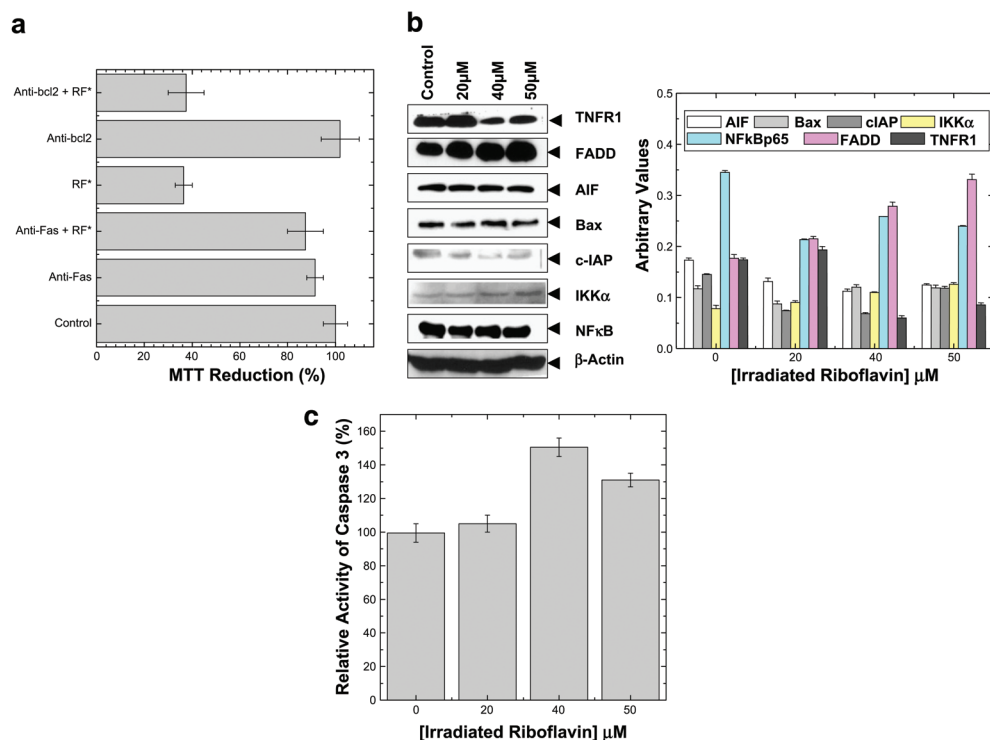 a
Anti-bcl2 + RF*
Anti-bcl2
RF*
Anti-Fas + RF*
Anti-Fas
Control
0 20 40 60 80 100
MTT Reduction (%)
b
Control
20μM
40μM
50μM
TNFR1
FADD
AIF
Bax
c-IAP
IKKα
NFκB
β-Actin
AIF Bax cIAP IKKα
NFkBp65 FADD TNFR1
0.5
0.4
0.3
0.2
0.1
0.0
Arbitrary Values
0 20 40 50
[Irradiated Riboflavin] μM
c
160
140
120
100
80
60
40
20
0
Relative Activity of Caspase 3 (%)
0 20 40 50
[Irradiated Riboflavin] μM